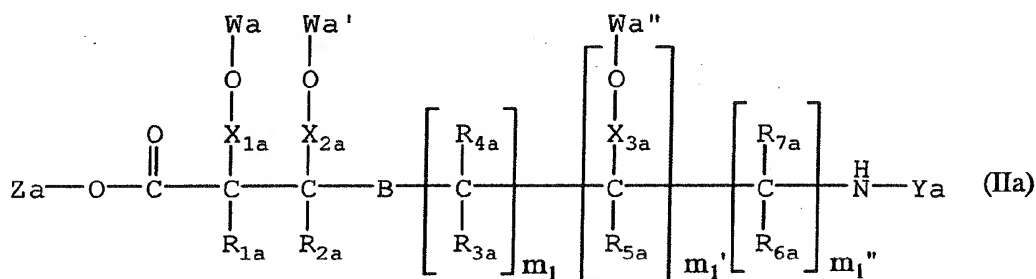 Wa Wa' Wa"
O O O
O X1a X2a R4a X3a R7a
Za—O—C—C—C—B—C—C—C—N—Ya (IIa)
H
R1a R2a R3a R5a R6a
m1 m1' m1"